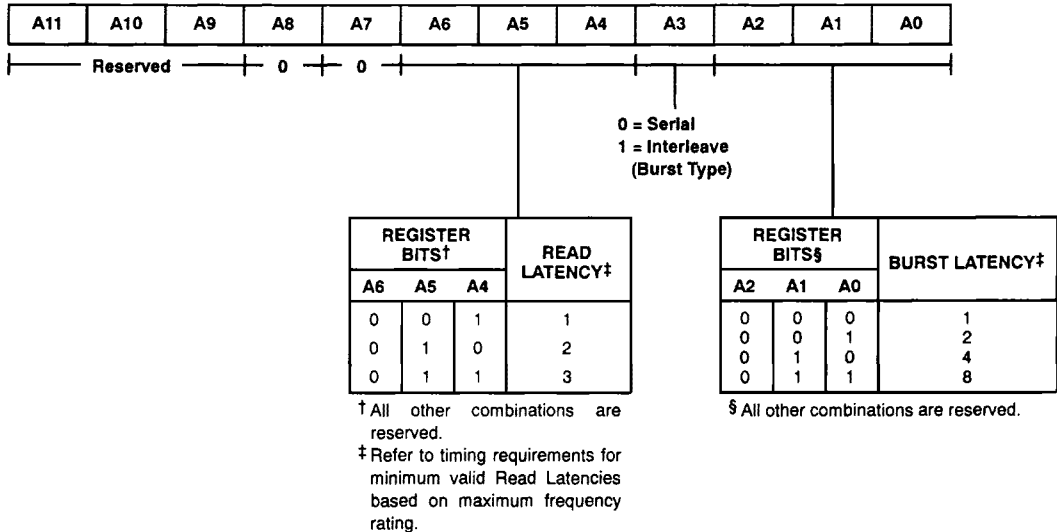 A11 A10 A9 A8 A7 A6 A5 A4 A3 A2 A1 A0
Reserved 0 0
0 = Serial
1 = Interleave
(Burst Type)
REGISTER
BITS†
READ
LATENCY‡
A6 A5 A4
0 0 1 1
0 1 0 2
0 1 1 3
† All other combinations are
reserved.
‡ Refer to timing requirements for
minimum valid Read Latencies
based on maximum frequency
rating.
REGISTER
BITS§
BURST LATENCY‡
A2 A1 A0
0 0 0 1
0 0 1 2
0 1 0 4
0 1 1 8
§ All other combinations are reserved.